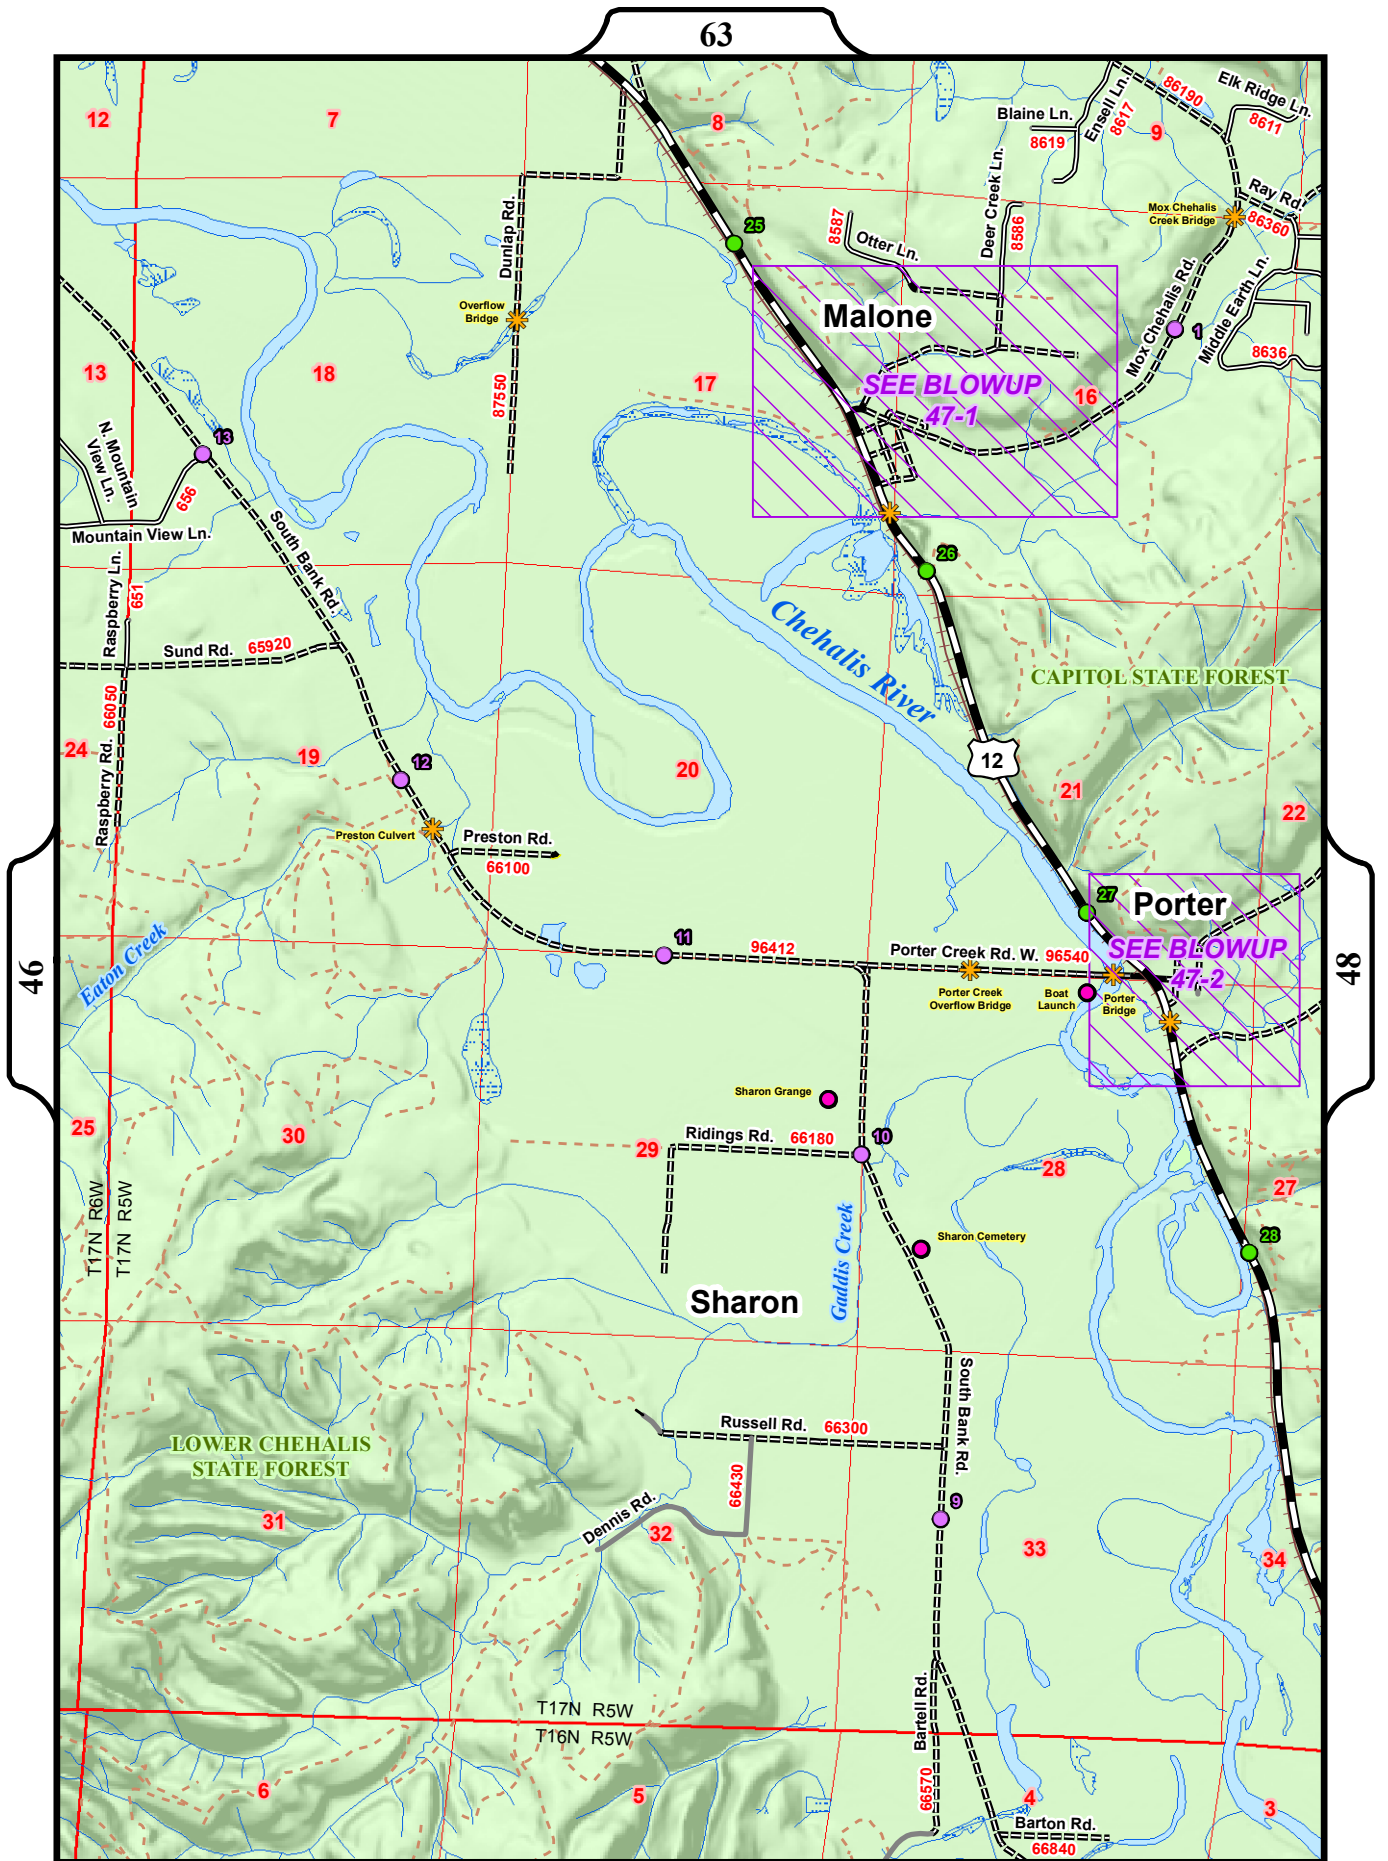 63
12
7
8
9
86190
Elk Ridge Ln.
8611
Blaine Ln.
8619
Ensell Ln.
8617
Mox Chehalis
Creek Bridge
Ray Rd.
86360
Dunlap Rd.
25
8587
Otter Ln.
Deer Creek Ln.
8586
Overflow
Bridge
Malone
Mox Chehalis Rd.
1
Middle Earth Ln.
8636
13
18
87550
17
SEE BLOWUP
47-1
16
13
N. Mountain
View Ln.
656
Mountain View Ln.
South Bank Rd.
26
Raspberry Ln.
651
Chehalis River
Sund Rd.
65920
CAPITOL STATE FOREST
66050
Raspberry Rd.
24
19
12
20
12
21
22
Preston Culvert
Preston Rd.
66100
27
Porter
SEE BLOWUP
47-2
46
48
Eaton Creek
11
96412
Porter Creek Rd. W.
96540
Porter Creek
Overflow Bridge
Boat
Launch
Porter
Bridge
Sharon Grange
25
30
29
Ridings Rd.
66180
10
28
27
T17N R6W
T17N R5W
Gaddis Creek
Sharon Cemetery
28
Sharon
South Bank Rd.
Russell Rd.
66300
LOWER CHEHALIS
STATE FOREST
66430
31
Dennis Rd.
32
9
33
34
T17N R5W
T16N R5W
Bartell Rd.
66570
6
5
4
3
Barton Rd.
66840